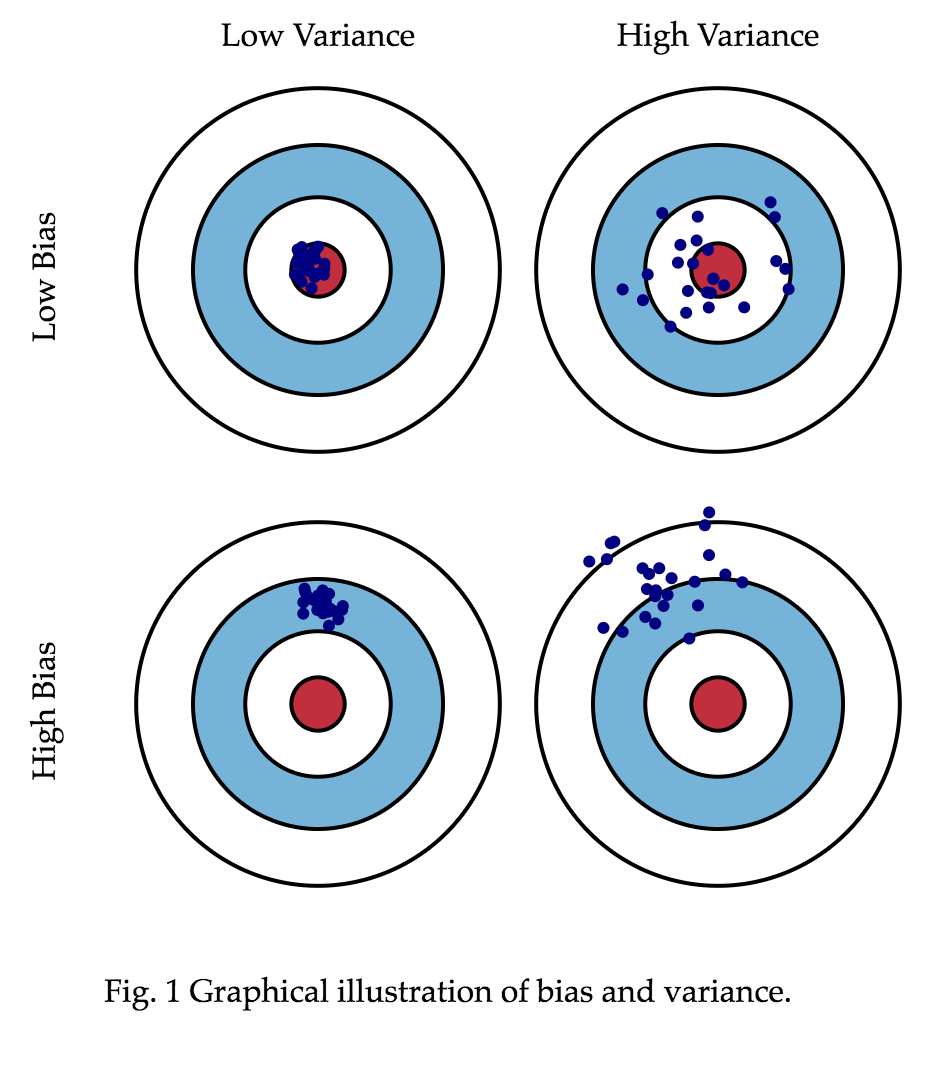 Low Variance
High Variance
Low Bias
High Bias
Fig. 1 Graphical illustration of bias and variance.